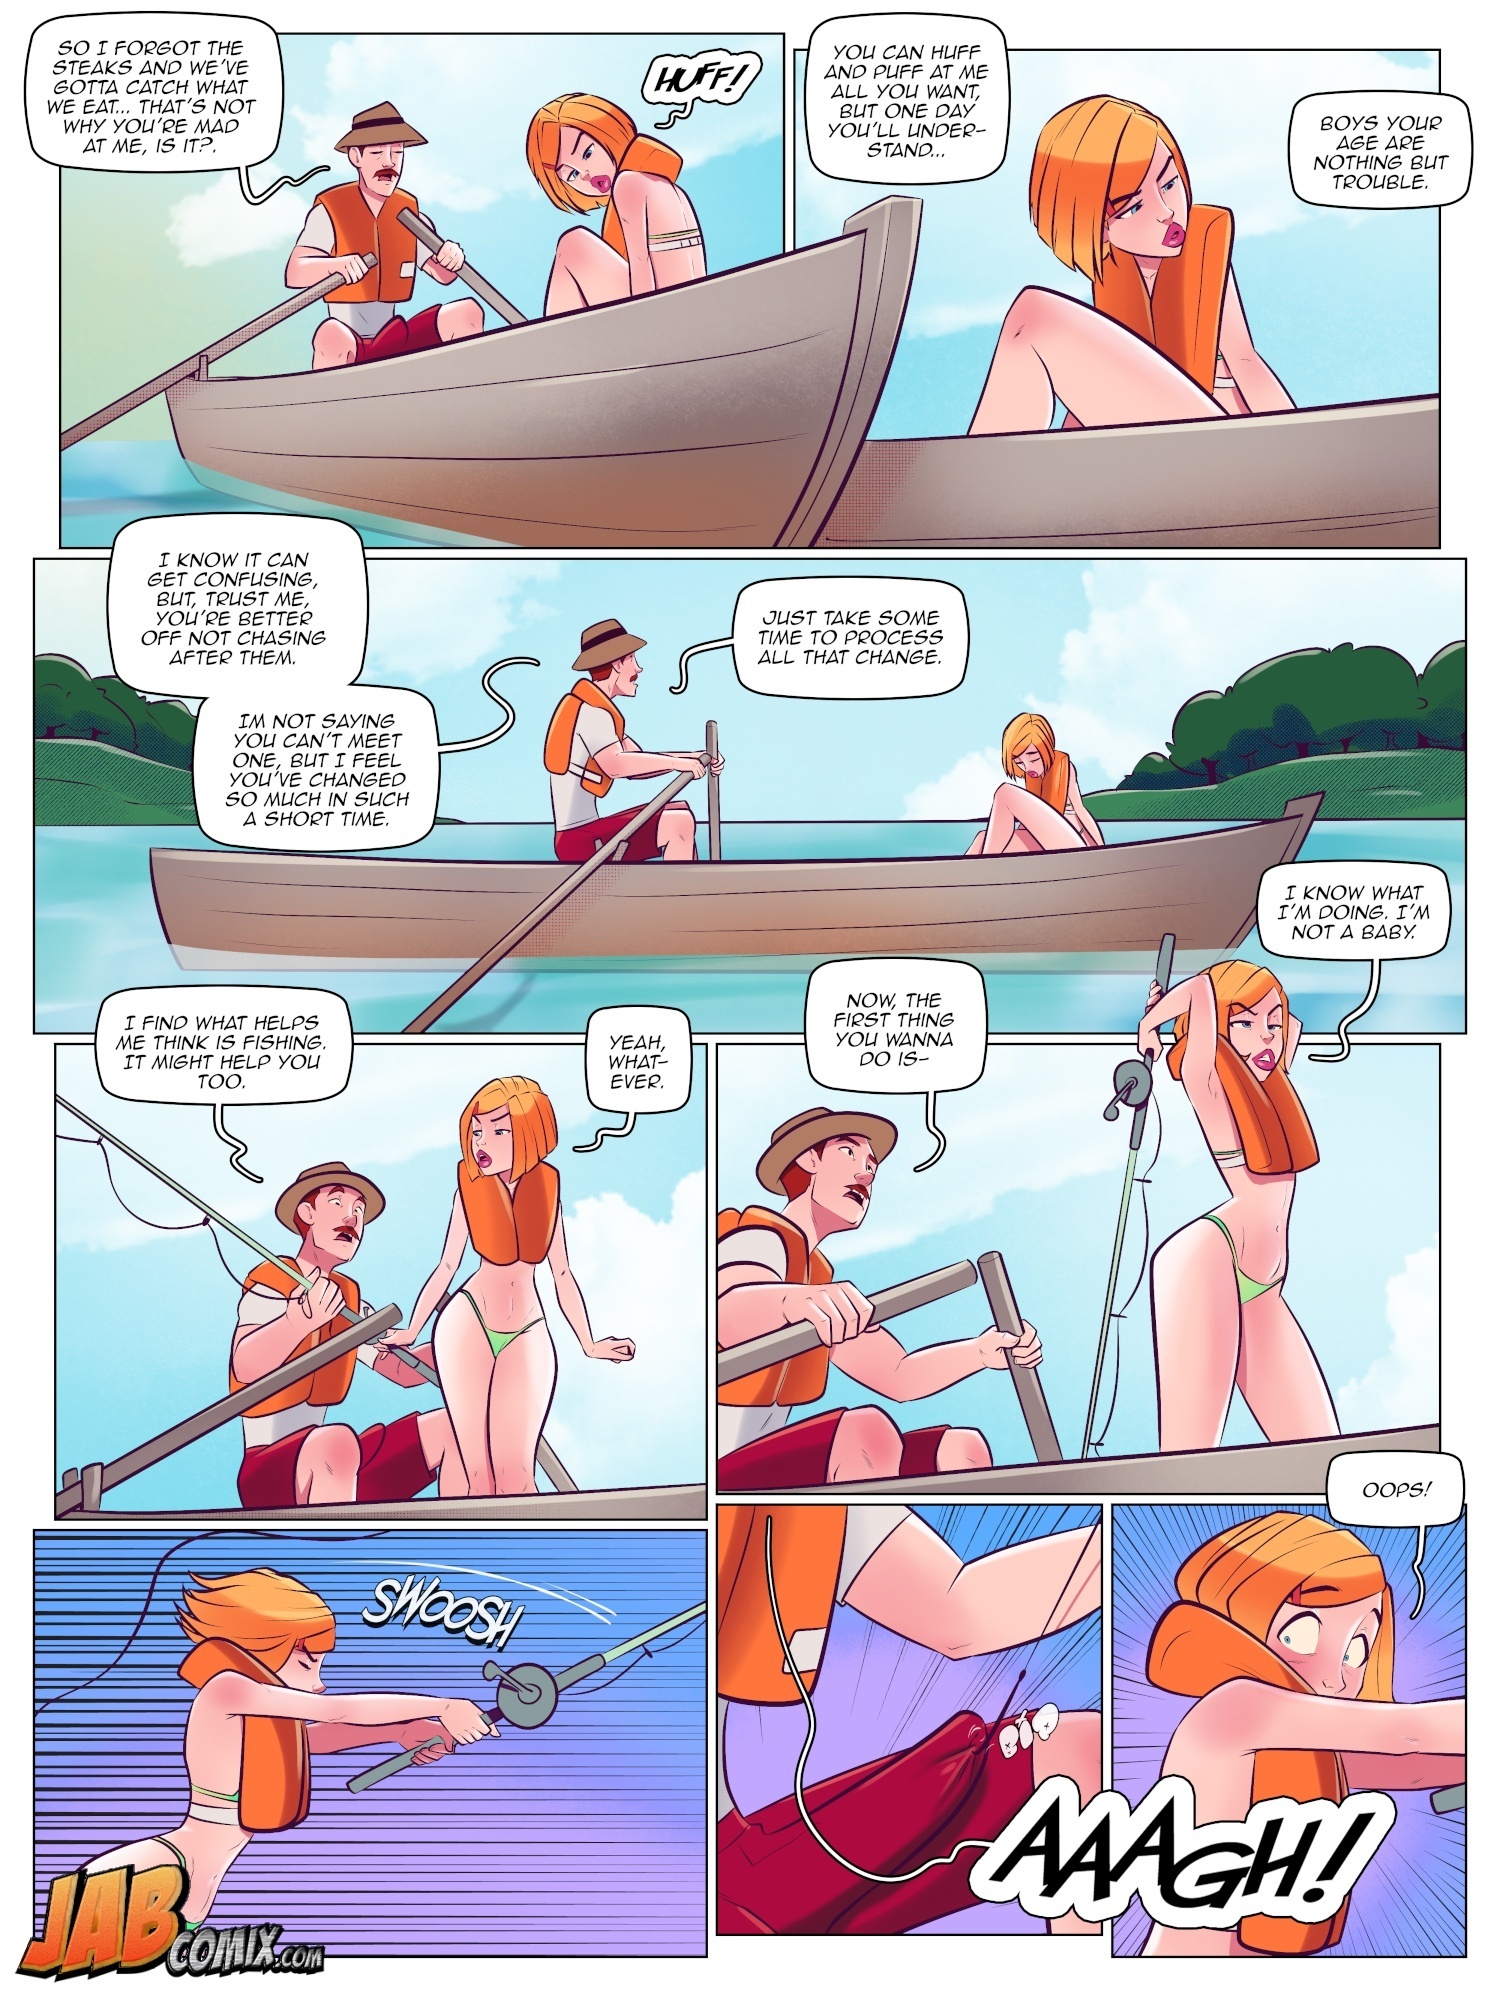 SO I FORGOT THE
STEAKS AND WE'VE
GOTTA CATCH WHAT
WE EAT... THAT'S NOT
WHY YOU'RE MAD
AT ME, IS IT?.
HUFF!
YOU CAN HUFF
AND PUFF AT ME
ALL YOU WANT,
BUT ONE DAY
YOU'LL UNDER-
STAND...
BOYS YOUR
AGE ARE
NOTHING BUT
TROUBLE.
I KNOW IT CAN
GET CONFUSING,
BUT, TRUST ME,
YOU'RE BETTER
OFF NOT CHASING
AFTER THEM.
IM NOT SAYING
YOU CAN'T MEET
ONE, BUT I FEEL
YOU'VE CHANGED
SO MUCH IN SUCH
A SHORT TIME.
JUST TAKE SOME
TIME TO PROCESS
ALL THAT CHANGE.
I FIND WHAT HELPS
ME THINK IS FISHING.
IT MIGHT HELP YOU
TOO.
YEAH,
WHAT-
EVER.
NOW, THE
FIRST THING
YOU WANNA
DO IS-
I KNOW WHAT
I'M DOING. I'M
NOT A BABY.
SWOOSH
AAAGH!
OOPS!
JAB
COMIX.COM